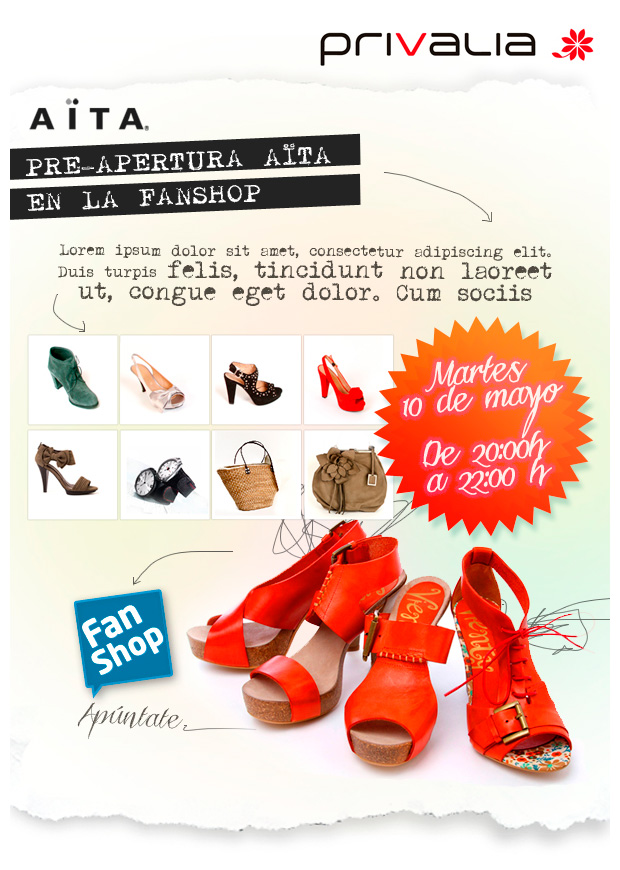 privalia
AÏTA
PRE-APERTURA AÏTA
EN LA FANSHOP
Lorem ipsum dolor sit amet, consectetur adipiscing elit.
Duis turpis felis, tincidunt non laoreet
ut, congue eget dolor. Cum sociis
Martes
10 de mayo
De 20:00h
a 22:00 h
Fan
Shop
Apúntate